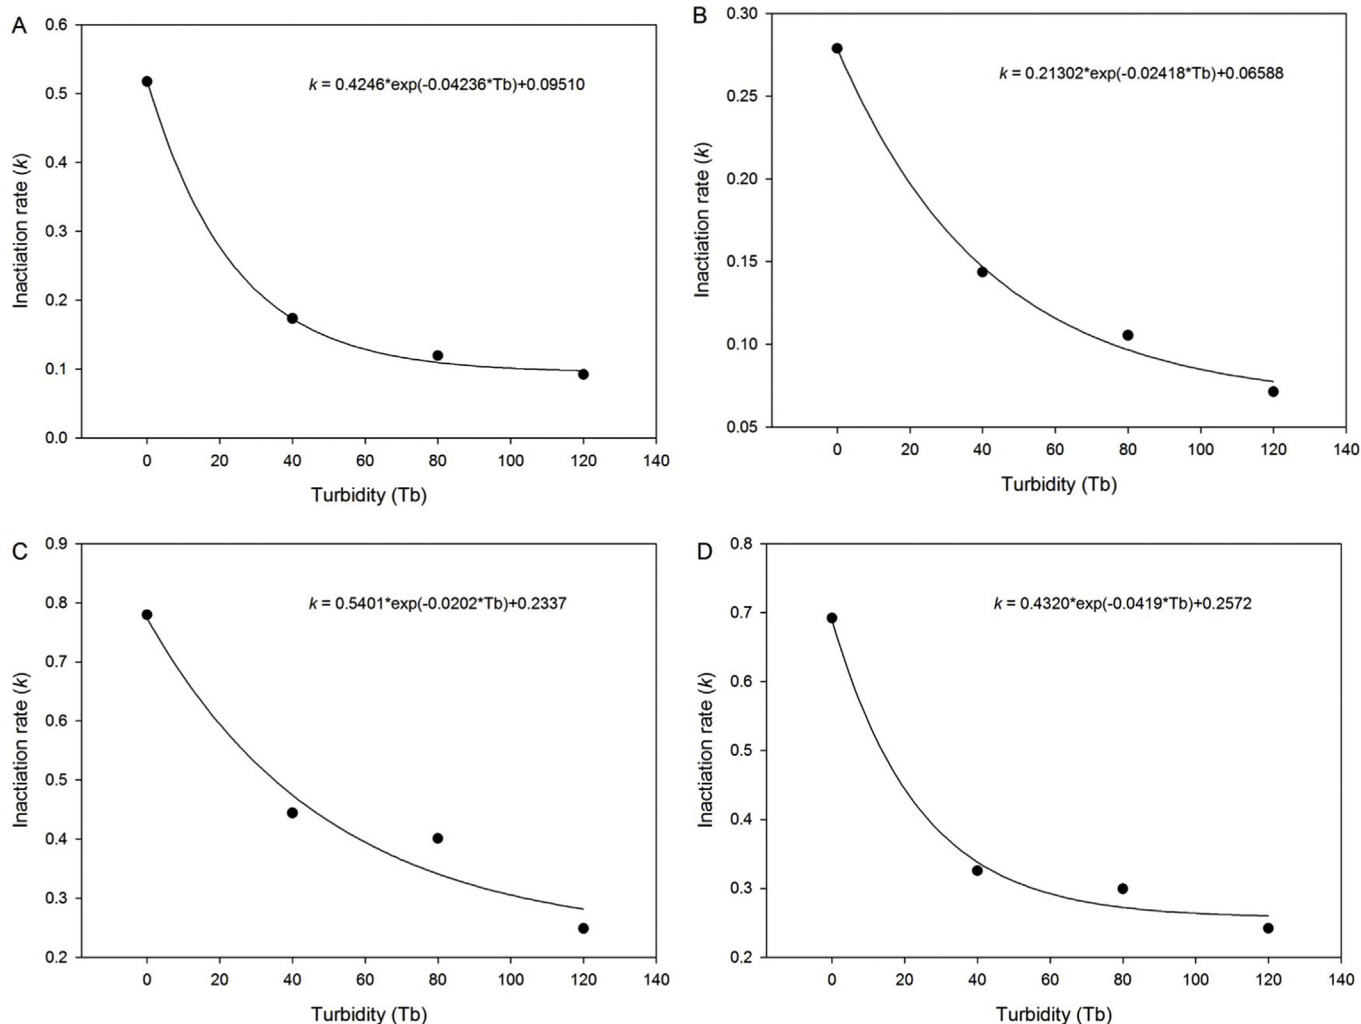 A
0.6
0.5
0.4
0.3
0.2
0.1
0.0
Inactiation rate (k)
k = 0.4246*exp(-0.04236*Tb)+0.09510
0 20 40 60 80 100 120 140
Turbidity (Tb)
B
0.30
0.25
0.20
0.15
0.10
0.05
Inactiation rate (k)
k = 0.21302*exp(-0.02418*Tb)+0.06588
0 20 40 60 80 100 120 140
Turbidity (Tb)
C
0.9
0.8
0.7
0.6
0.5
0.4
0.3
0.2
Inactiation rate (k)
k = 0.5401*exp(-0.0202*Tb)+0.2337
0 20 40 60 80 100 120 140
Turbidity (Tb)
D
0.8
0.7
0.6
0.5
0.4
0.3
0.2
Inactiation rate (k)
k = 0.4320*exp(-0.0419*Tb)+0.2572
0 20 40 60 80 100 120 140
Turbidity (Tb)